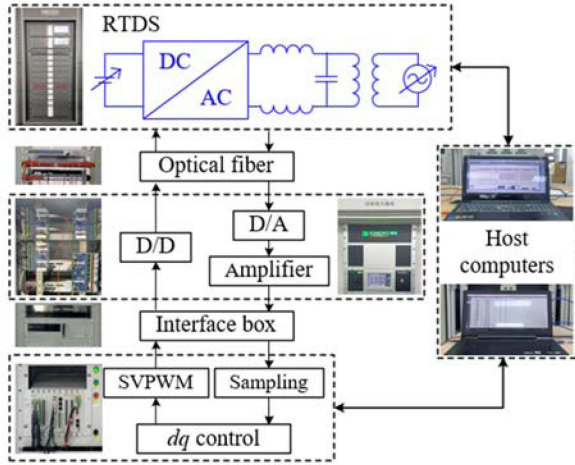 RTDS
DC
AC
Optical fiber
D/A
D/D
Amplifier
Host
computers
Interface box
SVPWM
Sampling
dq control